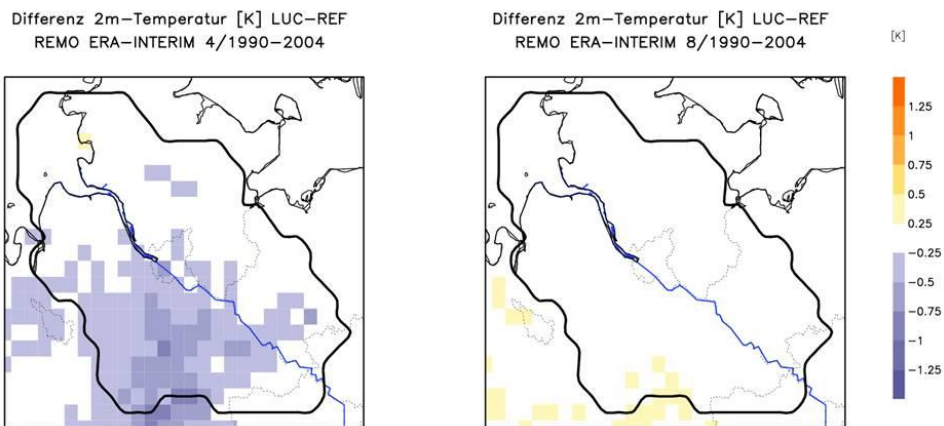 Differenz 2m-Temperatur [K] LUC-REF
REMO ERA-INTERIM 4/1990-2004
Differenz 2m-Temperatur [K] LUC-REF
REMO ERA-INTERIM 8/1990-2004
[K]
1.25
1
0.75
0.5
0.25
-0.25
-0.5
-0.75
-1
-1.25